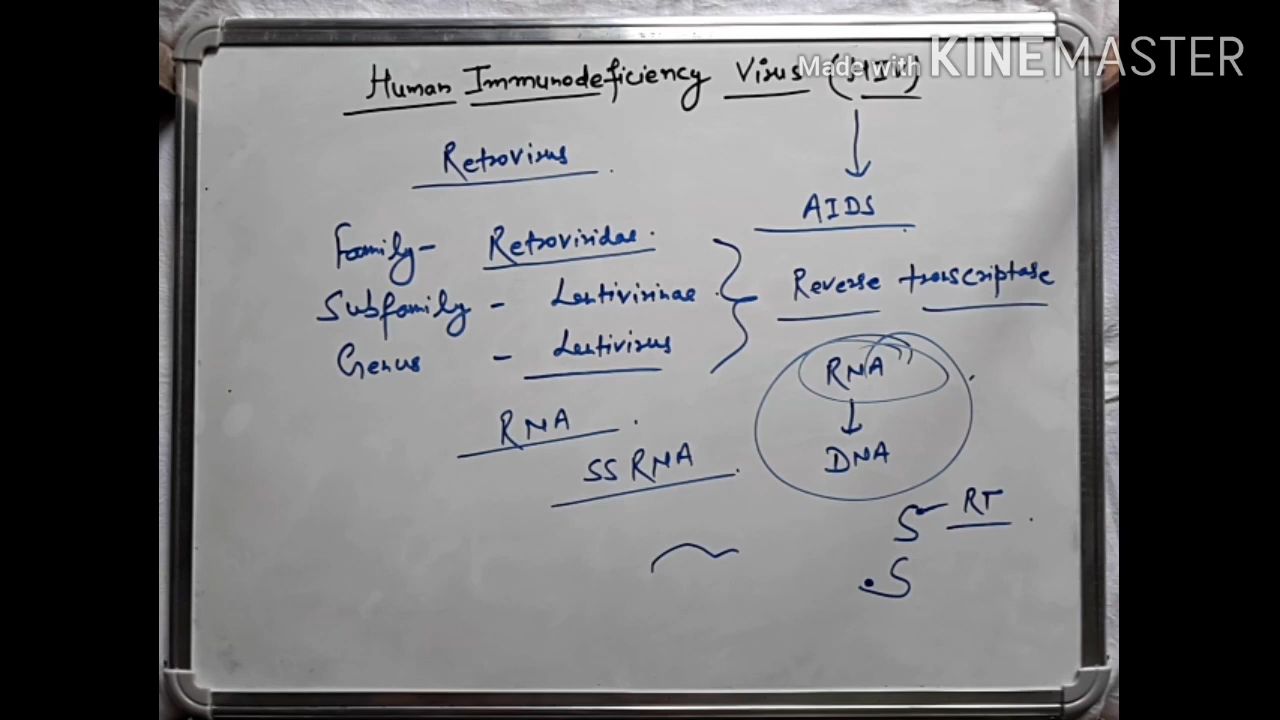 Human Immunodeficiency Virus (HIV)
Made with KINEMASTER
Retrovirus
AIDS
Family - Retroviridae
Subfamily - Lentivirinae
Genus - Lentivirus
Reverse transcriptase
RNA
DNA
RNA
SS RNA
RT